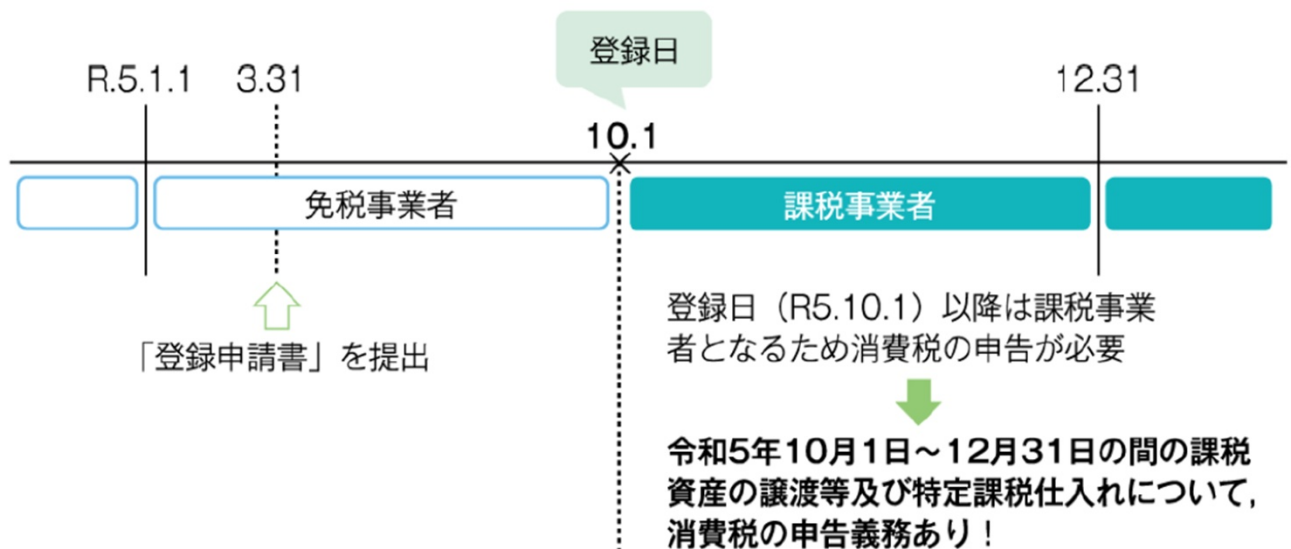 登録日
R.5.1.1
3.31
12.31
10.1
免税事業者
課税事業者
「登録申請書」を提出
登録日（R5.10.1）以降は課税事業
者となるため消費税の申告が必要
令和5年10月1日～12月31日の間の課税
資産の譲渡等及び特定課税仕入れについて,
消費税の申告義務あり！